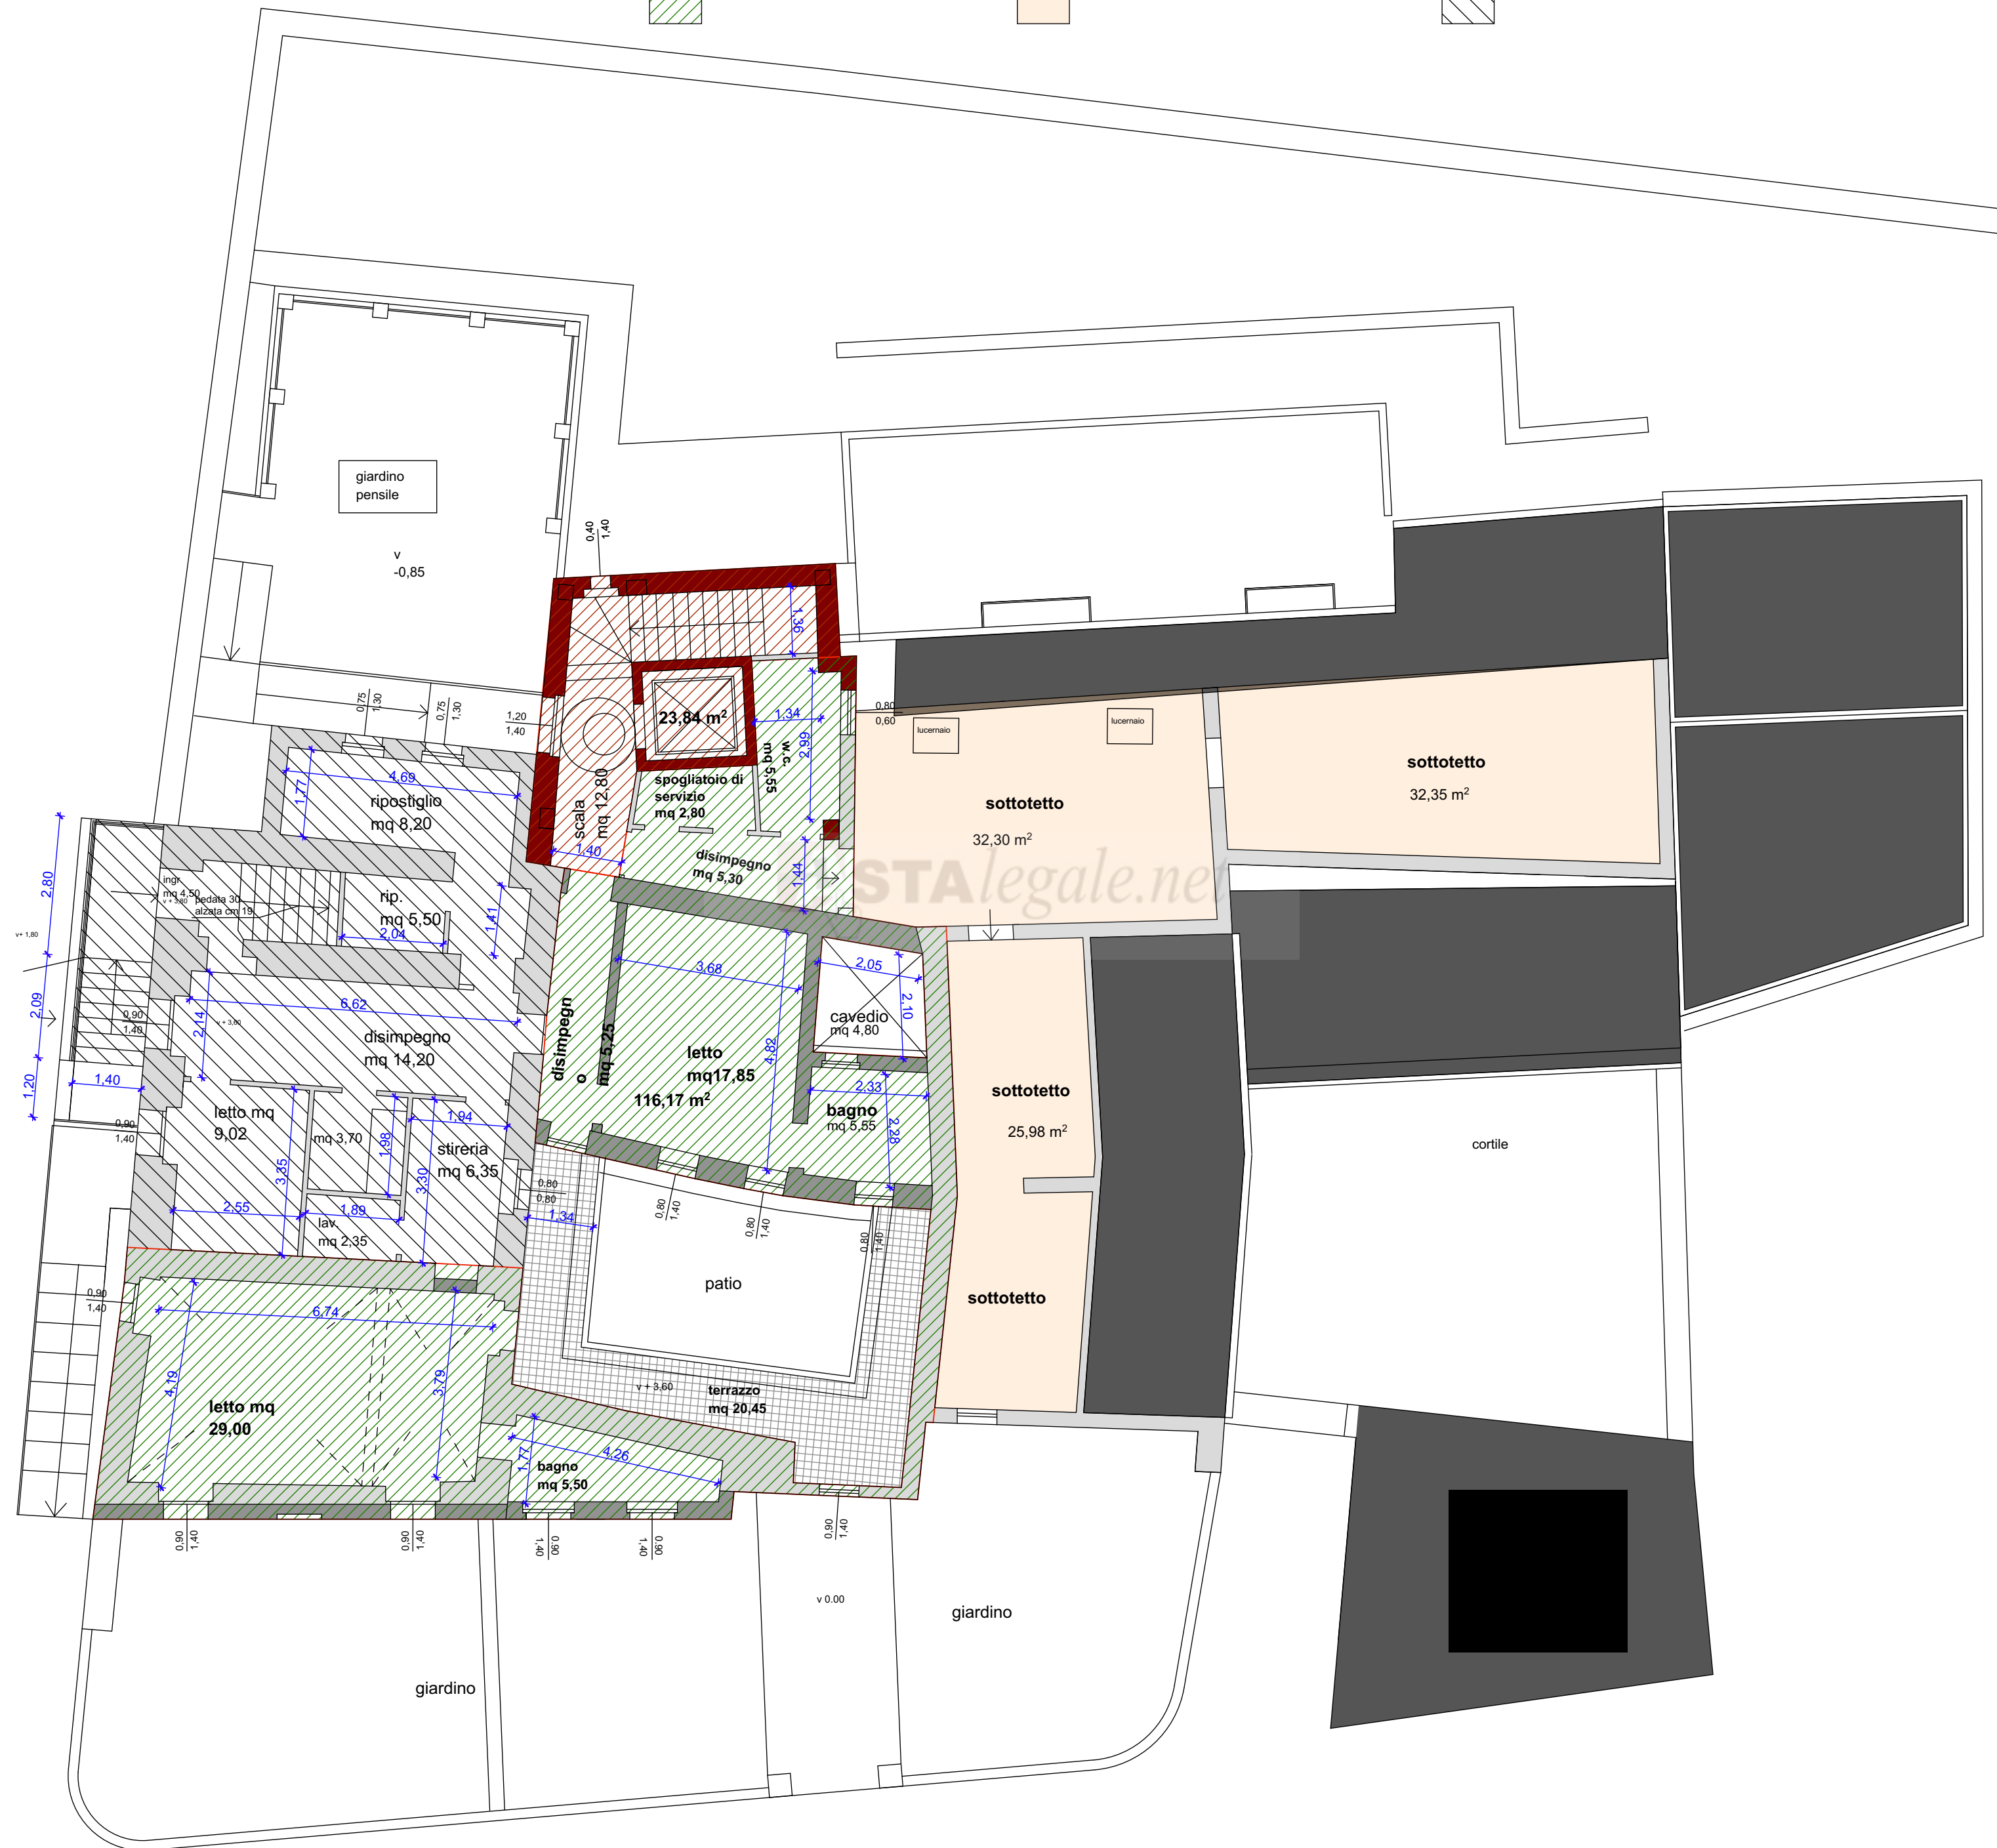 giardino
pensile
v
-0,85
0,40
1,40
1,36
0,75
1,30
0,75
1,30
1,20
1,40
23,84 m²
1,34
2,99
w.c.
mq 5,55
0,80
0,60
lucernaio
lucernaio
sottotetto
32,35 m²
sottotetto
32,30 m²
4,69
1,77
ripostiglio
mq 8,20
scala
mq 12,80
spogliatoio di
servizio
mq 2,80
1,40
disimpegno
mq 5,30
1,44
STAlegale.net
2,80
ingr.
mq 4,50
v + 3,80
pedata 30
alzata cm 19
rip.
mq 5,50
1,41
2,04
v+ 1,80
2,09
6,62
2,14
v + 3,60
0,90
1,40
disimpegno
mq 14,20
disimpegn
o
mq 5,25
3,68
4,82
letto
mq17,85
116,17 m²
2,05
2,10
cavedio
mq 4,80
2,33
bagno
mq 5,55
2,28
sottotetto
25,98 m²
cortile
1,20
1,40
0,90
1,40
letto mq
9,02
mq 3,70
1,98
1,94
stireria
mq 6,35
3,35
3,30
2,55
1,89
lav.
mq 2,35
0,80
0,80
1,34
0,80
1,40
0,80
1,40
0,80
1,40
patio
sottotetto
0,90
1,40
6,74
4,19
3,79
letto mq
29,00
v + 3,60
terrazzo
mq 20,45
1,77
4,26
bagno
mq 5,50
0,90
1,40
0,90
1,40
0,90
1,40
0,90
1,40
0,60
1,40
v 0.00
giardino
giardino